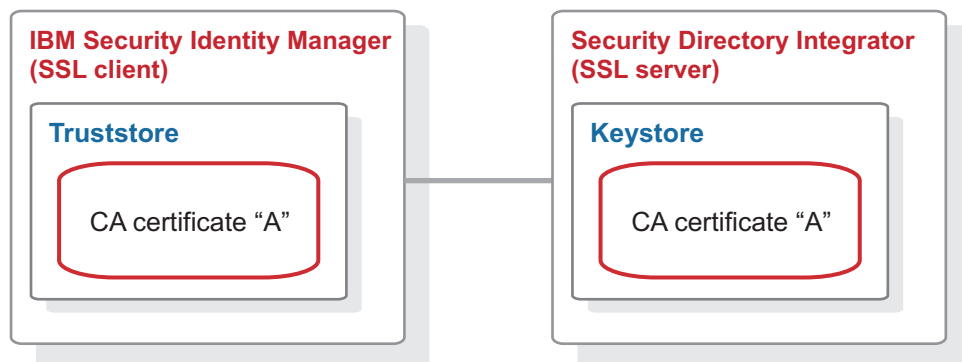 IBM Security Identity Manager
(SSL client)
Truststore
CA certificate “A”
Security Directory Integrator
(SSL server)
Keystore
CA certificate “A”